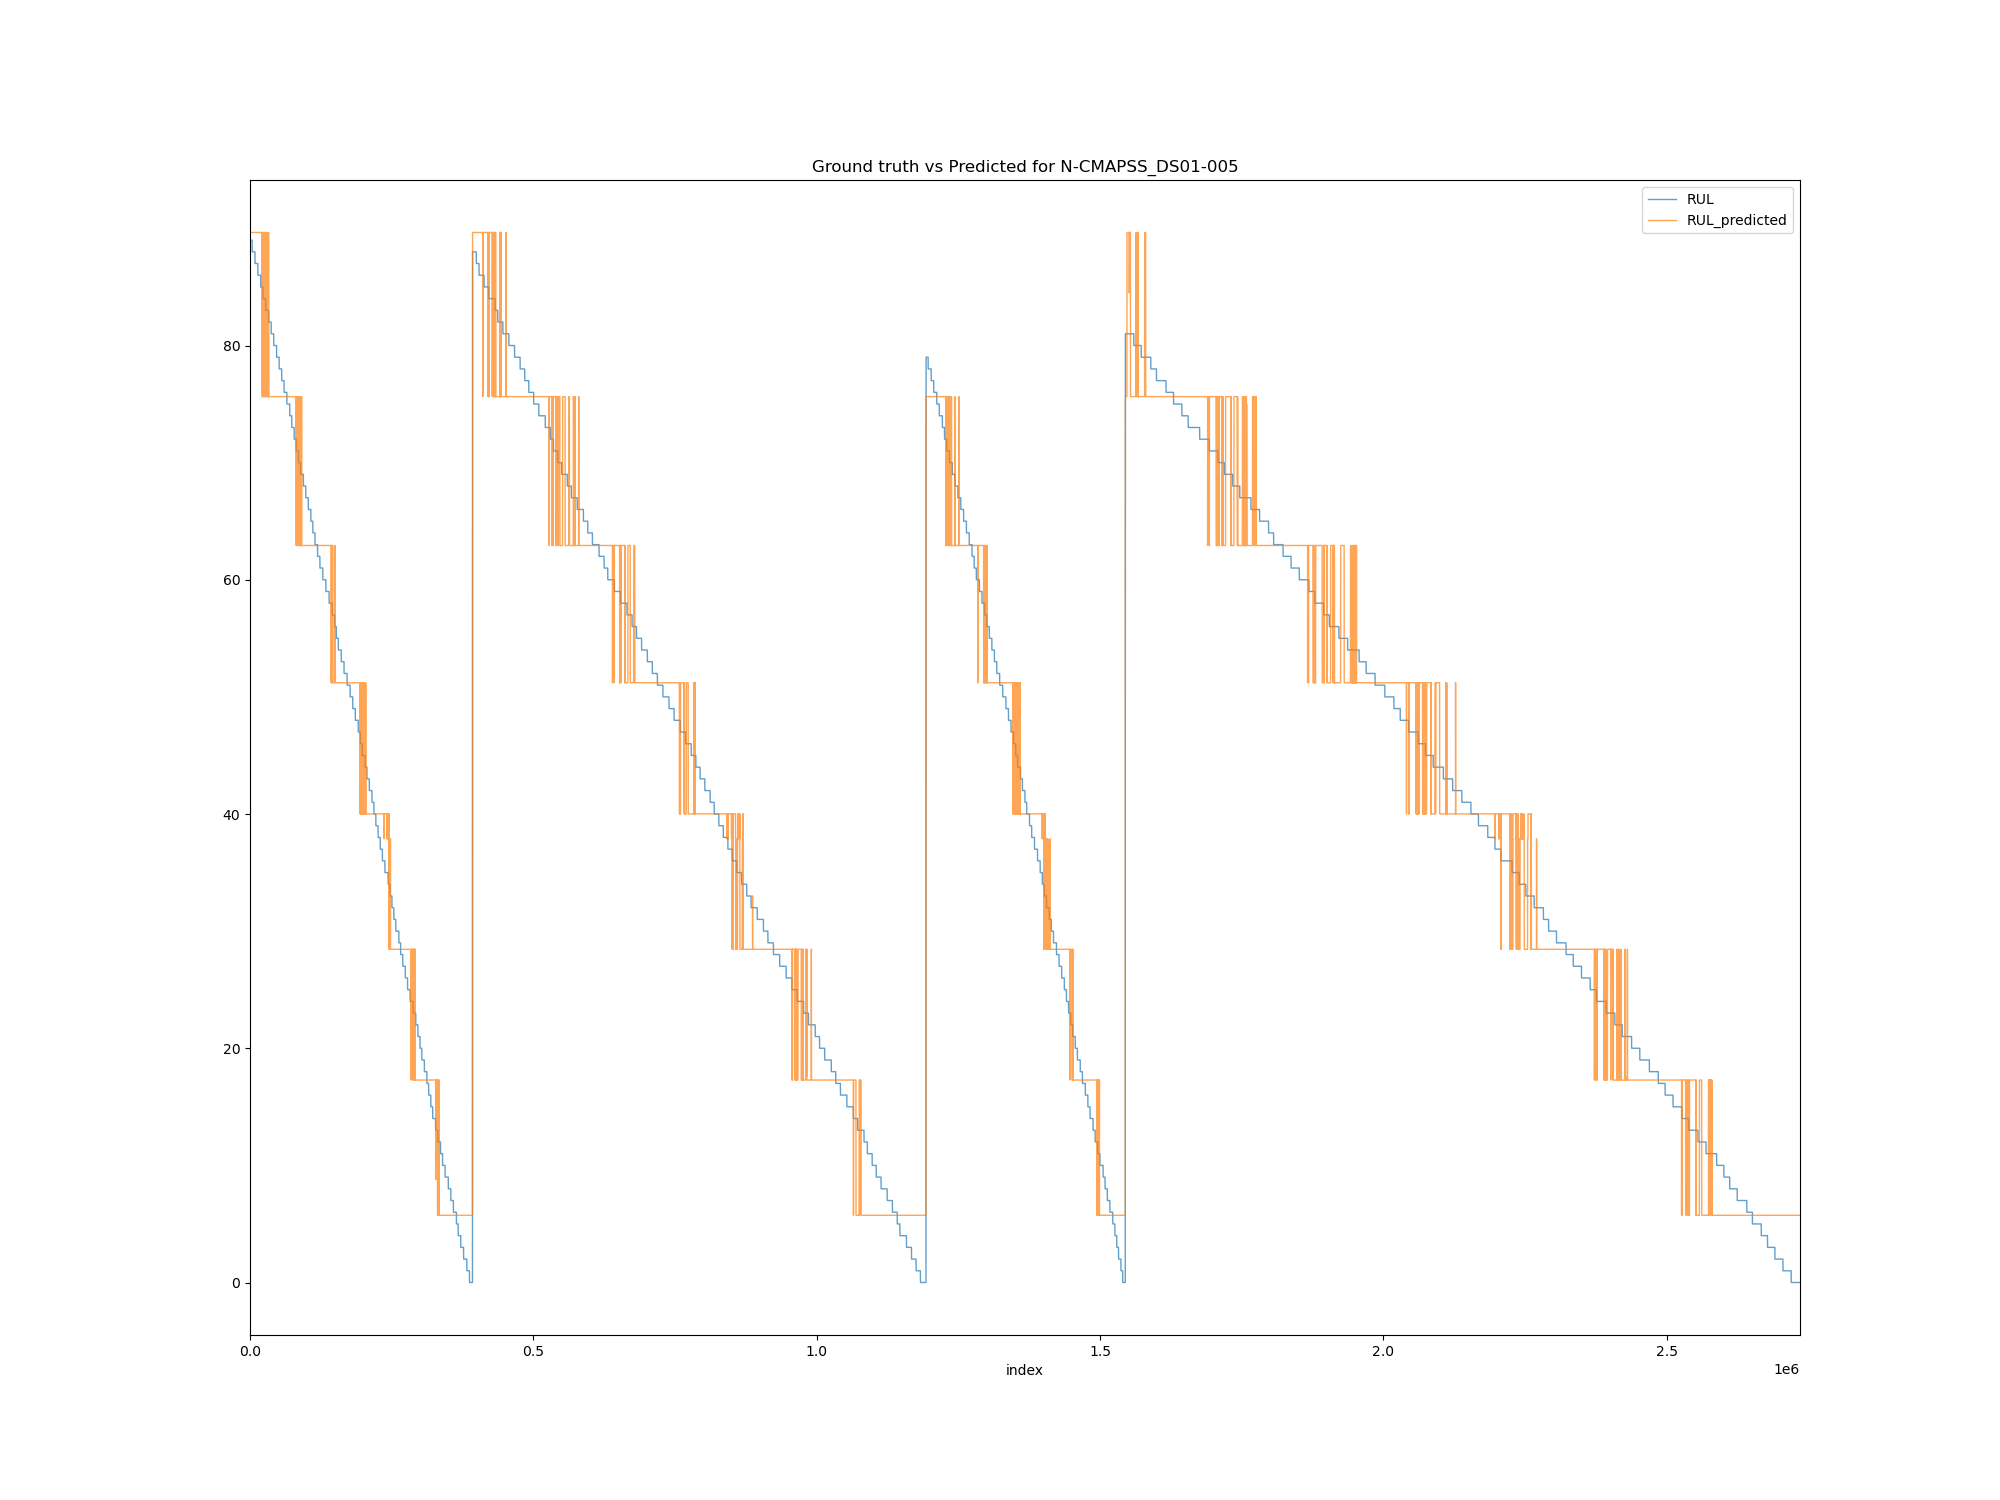 Ground truth vs Predicted for N-CMAPSS_DS01-005
RUL
RUL_predicted
80
60
40
20
0
0.0 0.5 1.0 1.5 2.0 2.5
1e6
index